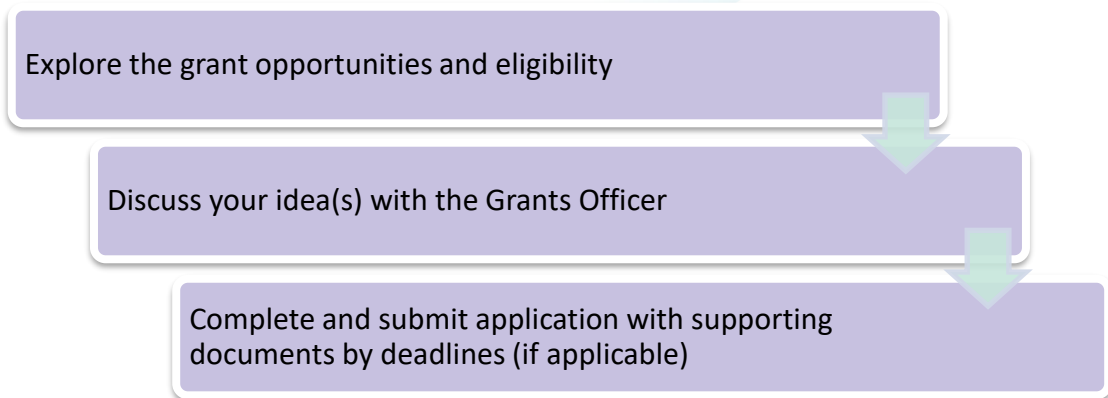 Explore the grant opportunities and eligibility
Discuss your idea(s) with the Grants Officer
Complete and submit application with supporting
documents by deadlines (if applicable)